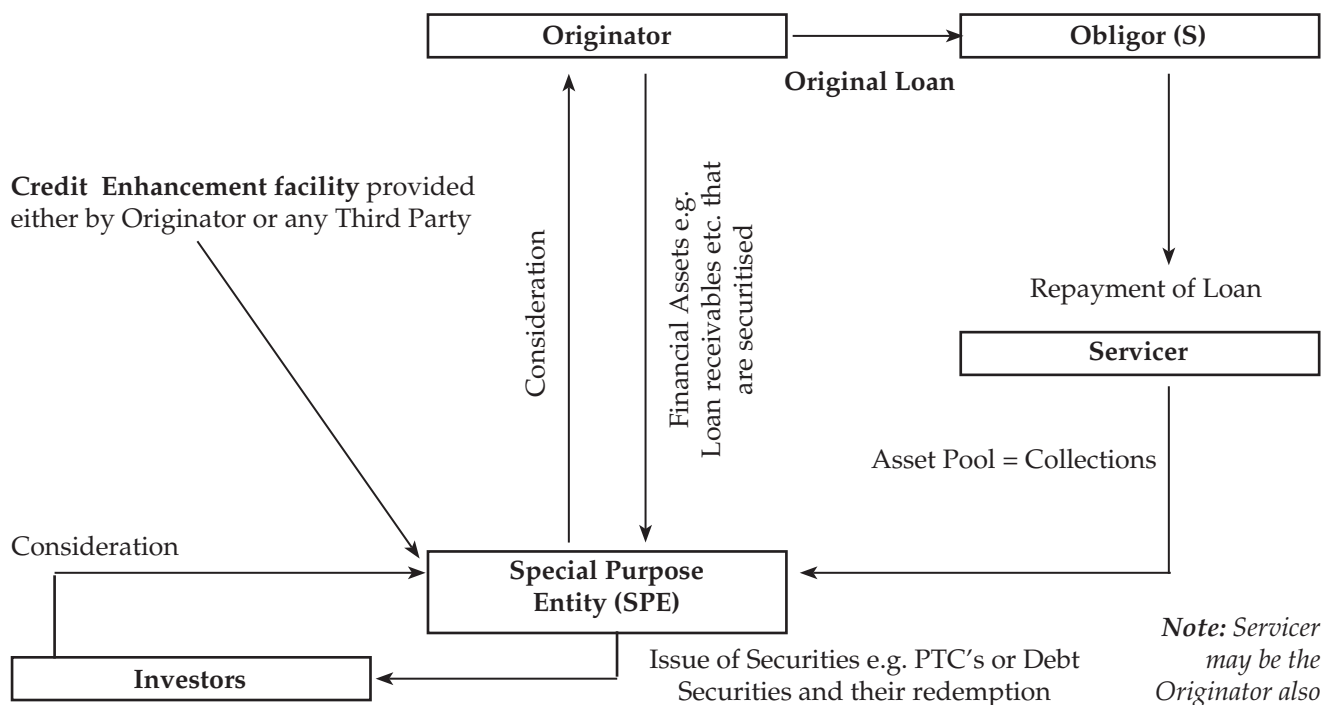 Originator
Obligor (S)
Original Loan
Credit Enhancement facility provided
either by Originator or any Third Party
Consideration
Financial Assets e.g.
Loan receivables etc. that
are securitised
Repayment of Loan
Servicer
Asset Pool = Collections
Consideration
Special Purpose
Entity (SPE)
Investors
Issue of Securities e.g. PTC's or Debt
Securities and their redemption
Note: Servicer
may be the
Originator also